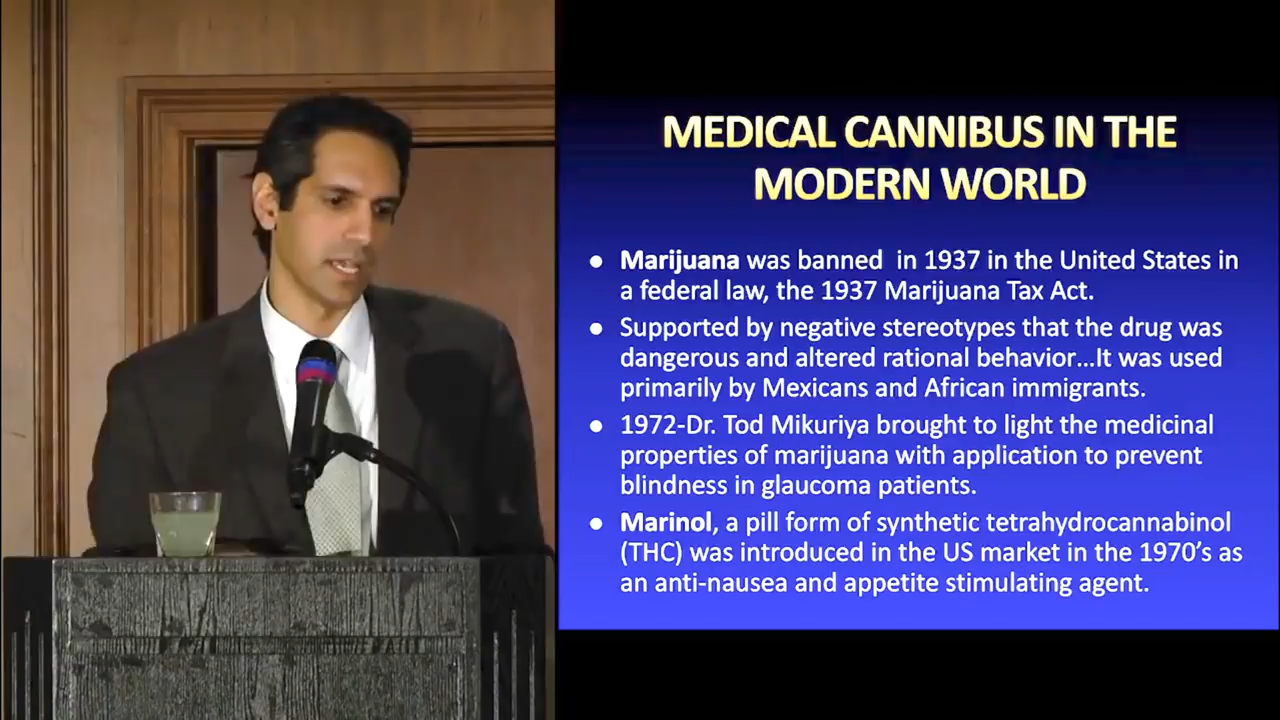 MEDICAL CANNIBUS IN THE
MODERN WORLD
• Marijuana was banned in 1937 in the United States in
a federal law, the 1937 Marijuana Tax Act.
• Supported by negative stereotypes that the drug was
dangerous and altered rational behavior...It was used
primarily by Mexicans and African immigrants.
• 1972-Dr. Tod Mikuriya brought to light the medicinal
properties of marijuana with application to prevent
blindness in glaucoma patients.
• Marinol, a pill form of synthetic tetrahydrocannabinol
(THC) was introduced in the US market in the 1970's as
an anti-nausea and appetite stimulating agent.